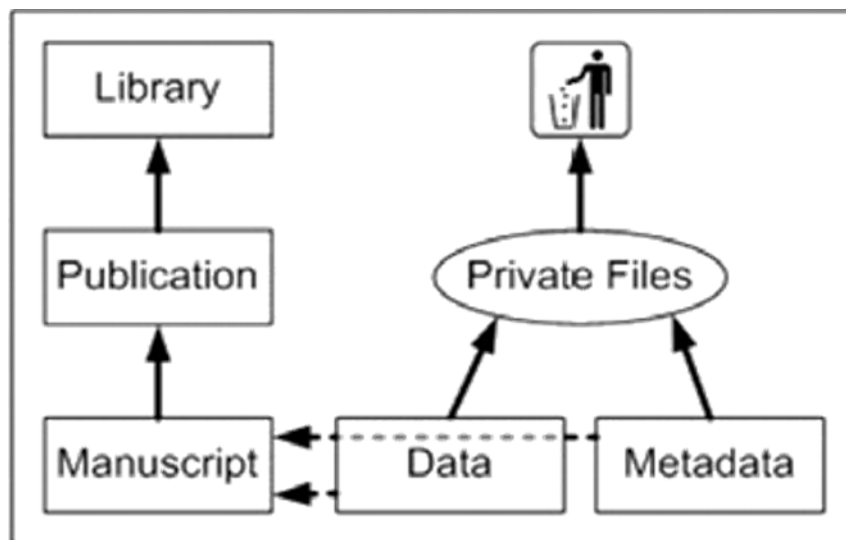 Library
Publication
Private Files
Manuscript
Data
Metadata